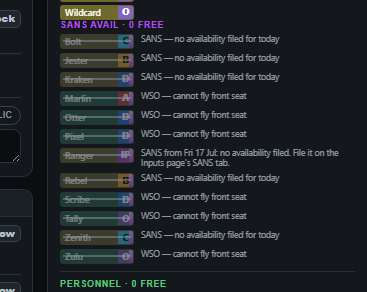 ock
Wildcard O
SANS AVAIL · 0 FREE
Bolt C SANS — no availability filed for today
Jester B SANS — no availability filed for today
Kraken D SANS — no availability filed for today
Marlin A WSO — cannot fly front seat
Otter D WSO — cannot fly front seat
LIC
Pixel D WSO — cannot fly front seat
Ranger SANS from Fri 17 Jul: no availability filed. File it on the
Inputs page's SANS tab.
Rebel B SANS — no availability filed for today
Scribe D WSO — cannot fly front seat
Tally O WSO — cannot fly front seat
ow
Zenith C SANS — no availability filed for today
Zulu O WSO — cannot fly front seat
PERSONNEL · 0 FREE
ow